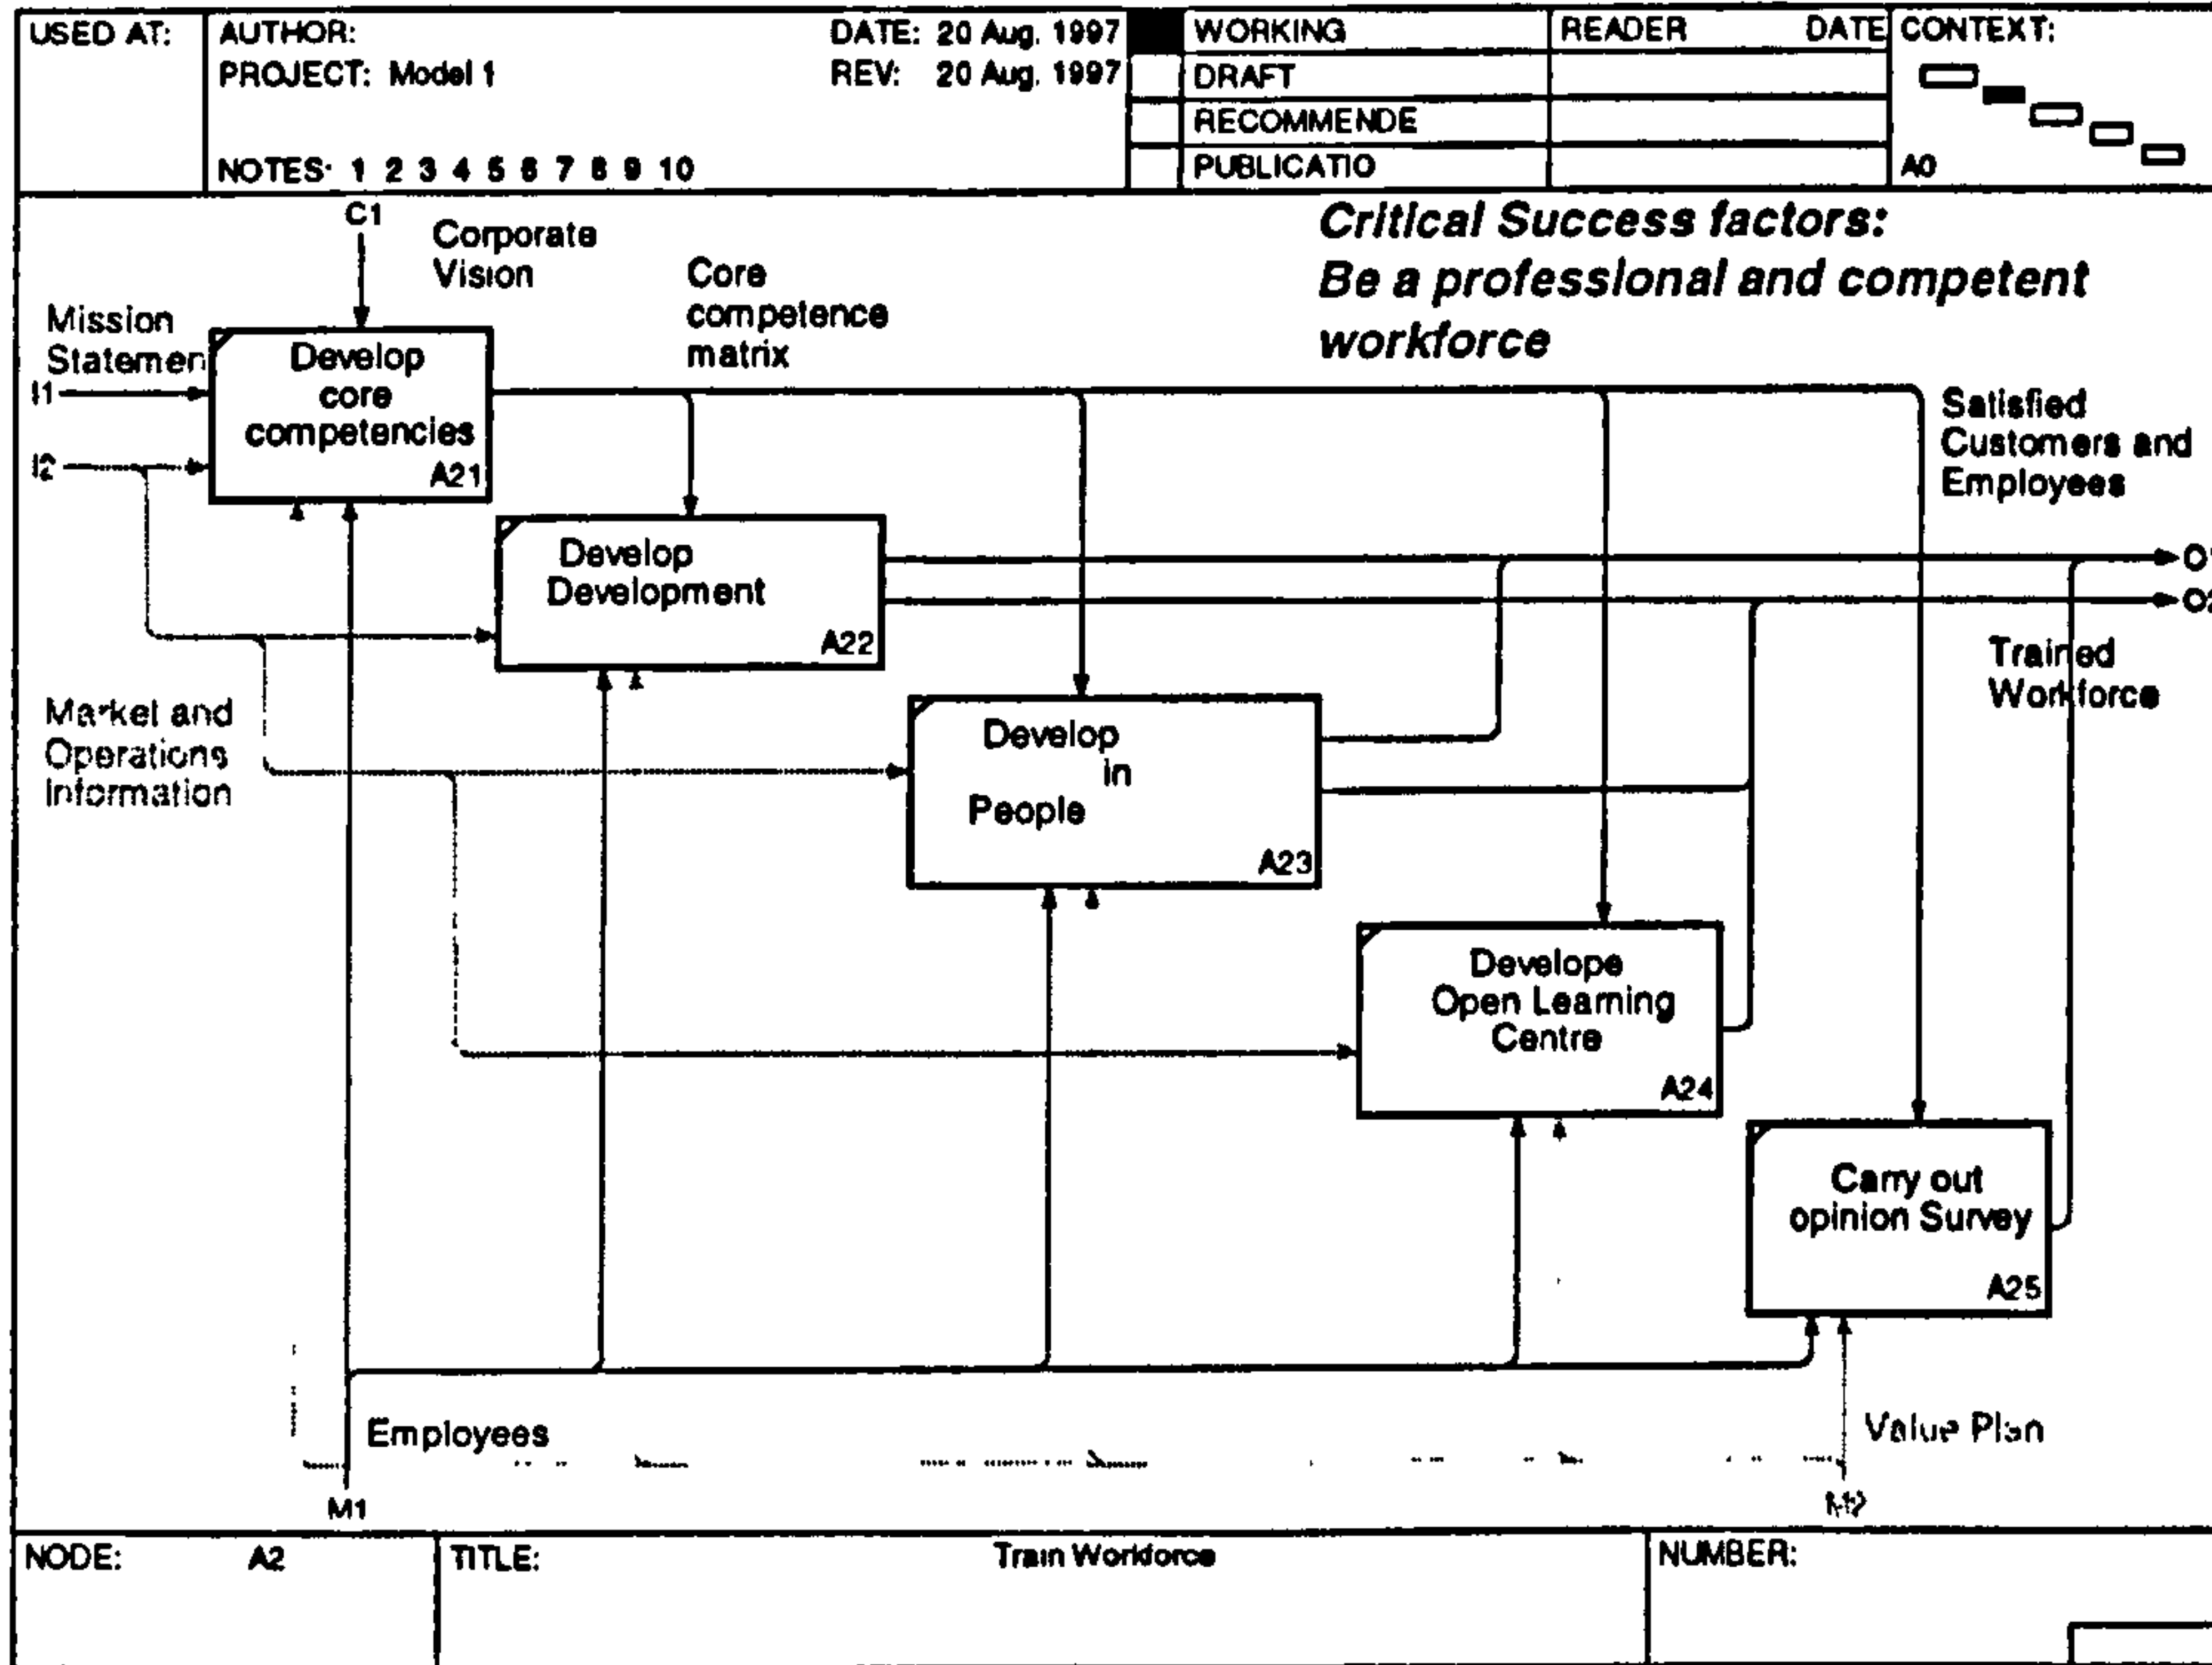 USED AT:
AUTHOR:
DATE: 20 Aug. 1997
PROJECT: Model 1
REV: 20 Aug. 1997
NOTES: 1 2 3 4 5 6 7 8 9 10
WORKING
DRAFT
RECOMMENDE
PUBLICATIO
READER DATE
CONTEXT:
A0
C1
Corporate
Vision
Core
competence
matrix
Critical Success factors:
Be a professional and competent
workforce
Mission
Statemen
I1
I2
Develop
core
competencies
A21
Satisfied
Customers and
Employees
Develop
Development
A22
O1
O2
Trained
Workforce
Market and
Operations
Information
Develop
in
People
A23
Develope
Open Learning
Centre
A24
Carry out
opinion Survey
A25
Employees
Value Plan
M1
M2
NODE: A2
TITLE: Train Workforce
NUMBER: